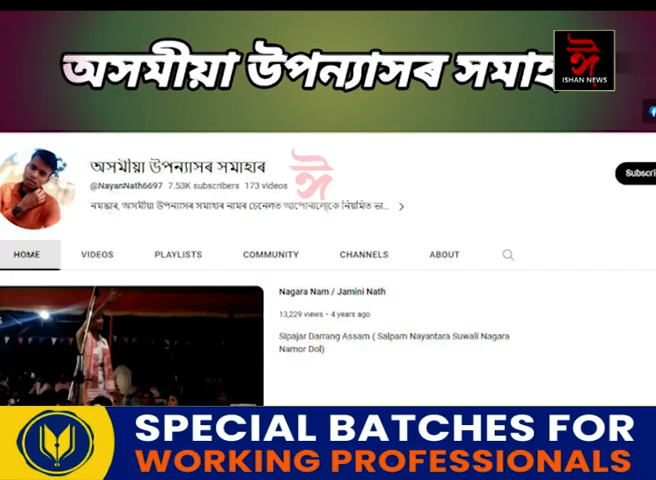 অসমীয়া উপন্যাসৰ
ঈ
ISHAN NEWS
অসমীয়া উপন্যাসৰ সমাহাৰ
ঈ
@NayanNath6697 7.53K subscribers 173 videos
Subscri
নমস্কাৰ, অসমীয়া উপন্যাসৰ সমাহাৰ নামৰ চেনেলত আপোনালোকে নিয়মিত
HOME VIDEOS PLAYLISTS COMMUNITY CHANNELS ABOUT
Nagara Nam / Jamini Nath
13,229 views • 4 years ago
Sipajar Darrang Assam ( Salpam Nayantara Suwali Nagara
Namor Dol)
SPECIAL BATCHES FOR
WORKING PROFESSIONALS